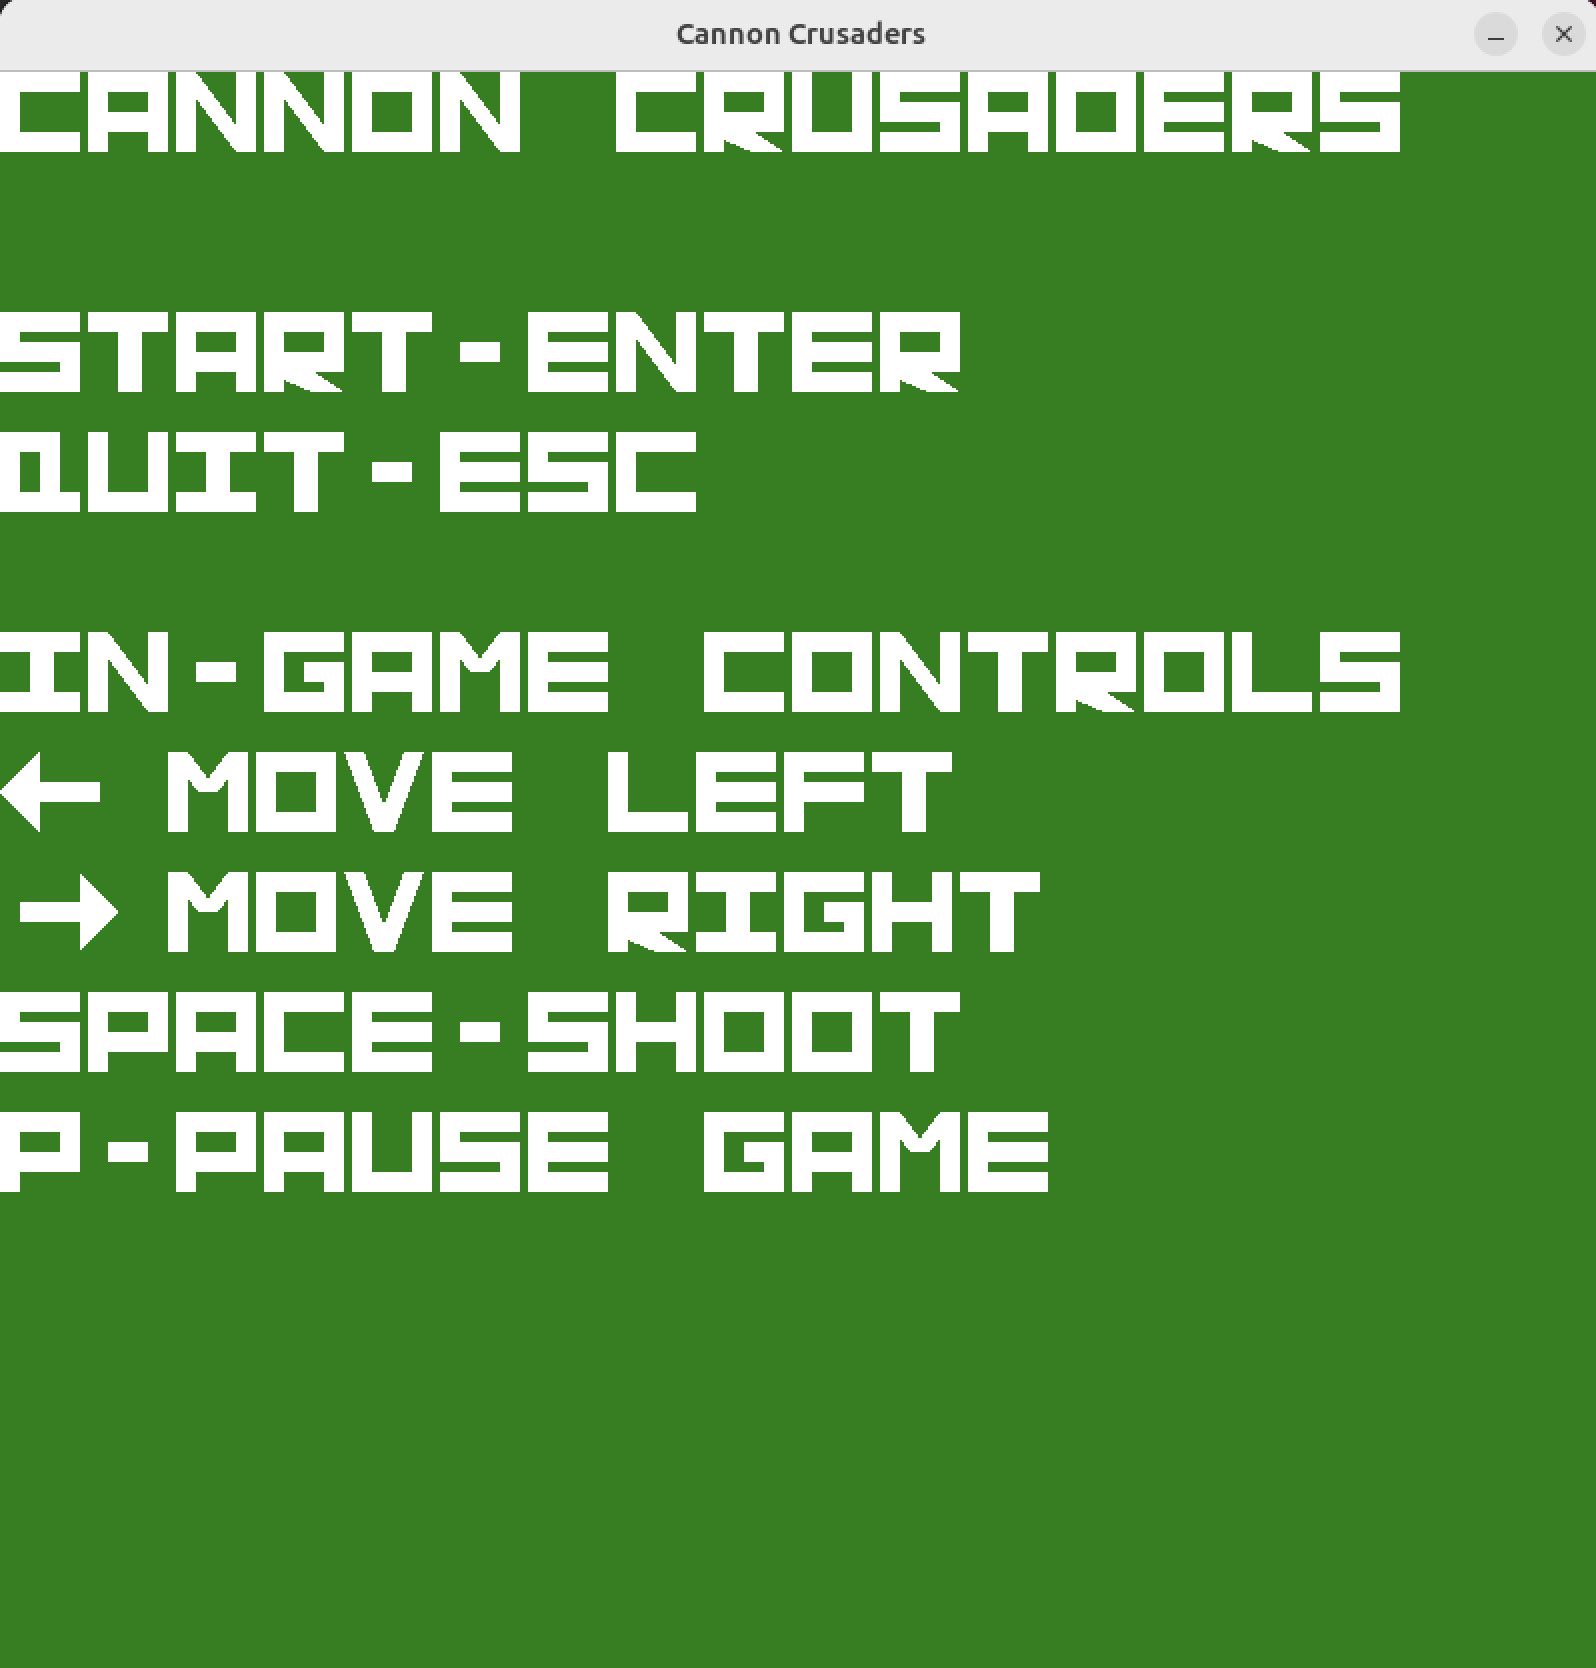 Cannon Crusaders
CANNON CRUSADERS
START-ENTER
QUIT-ESC
IN-GAME CONTROLS
← MOVE LEFT
→ MOVE RIGHT
SPACE-SHOOT
P-PAUSE GAME